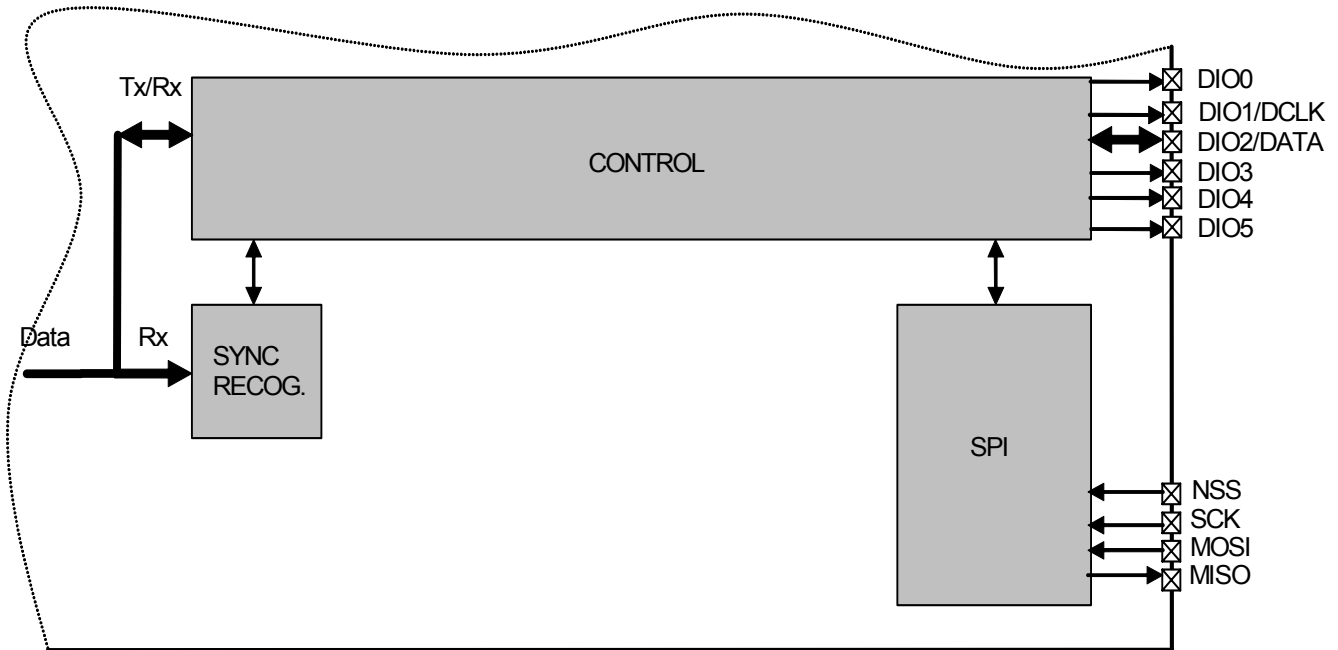 Tx/Rx
CONTROL
DIO0
DIO1/DCLK
DIO2/DATA
DIO3
DIO4
DIO5
Data
Rx
SYNC
RECOG.
SPI
NSS
SCK
MOSI
MISO